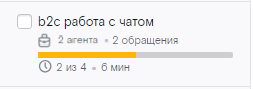 b2c работа с чатом
2 агента • 2 обращения
2 из 4 • 6 мин